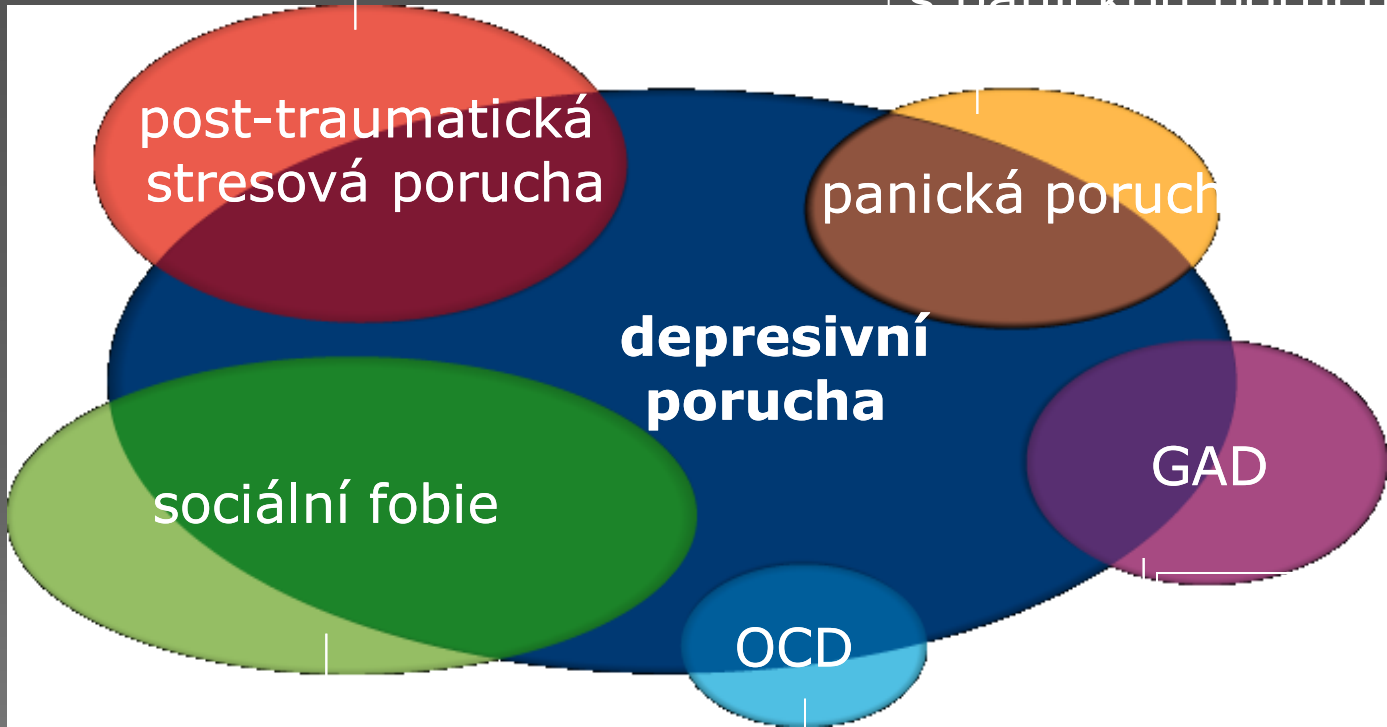 post-traumatická
stresová porucha
panická poruch
depresivní
porucha
GAD
sociální fobie
OCD